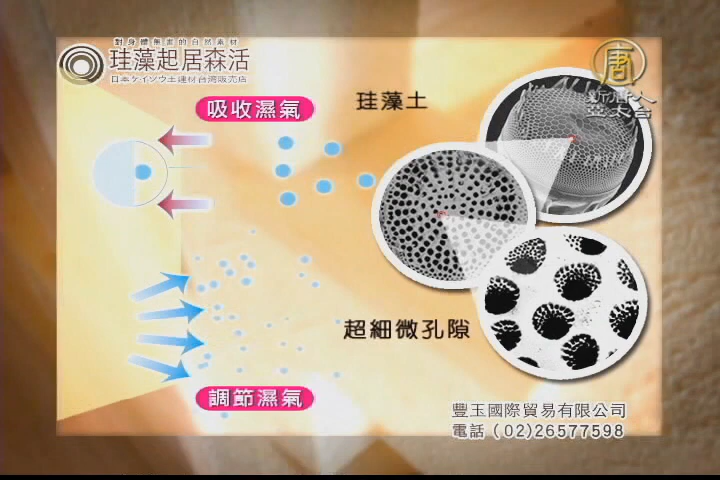 對身體無害的自然素材
珪藻起居森活
日本ケイソウ土建材台灣販売店
唐
新唐人
亞太台
吸收濕氣
珪藻土
超細微孔隙
調節濕氣
豐玉國際貿易有限公司
電話 (02)26577598